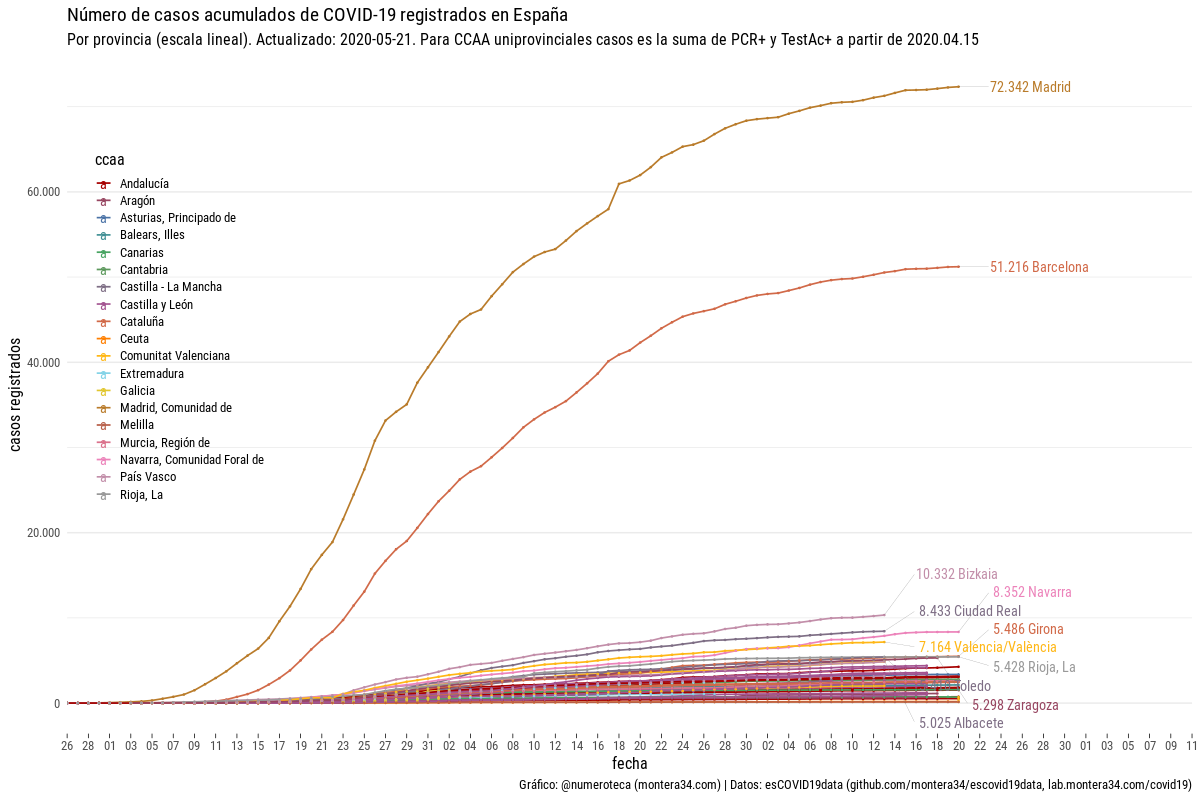 Número de casos acumulados de COVID-19 registrados en España
Por provincia (escala lineal). Actualizado: 2020-05-21. Para CCAA uniprovinciales casos es la suma de PCR+ y TestAc+ a partir de 2020.04.15
72.342 Madrid
ccaa
Andalucía
Aragón
Asturias, Principado de
Balears, Illes
Canarias
Cantabria
Castilla - La Mancha
Castilla y León
Cataluña
Ceuta
Comunitat Valenciana
Extremadura
Galicia
Madrid, Comunidad de
Melilla
Murcia, Región de
Navarra, Comunidad Foral de
País Vasco
Rioja, La
60.000
51.216 Barcelona
40.000
casos registrados
20.000
10.332 Bizkaia
8.352 Navarra
8.433 Ciudad Real
5.486 Girona
7.164 Valencia/València
5.428 Rioja, La
oledo
0
5.298 Zaragoza
5.025 Albacete
26 28 01 03 05 07 09 11 13 15 17 19 21 23 25 27 29 31 02 04 06 08 10 12 14 16 18 20 22 24 26 28 30 02 04 06 08 10 12 14 16 18 20 22 24 26 28 30 01 03 05 07 09 11
fecha
Gráfico: @numeroteca (montera34.com) | Datos: esCOVID19data (github.com/montera34/escovid19data, lab.montera34.com/covid19)